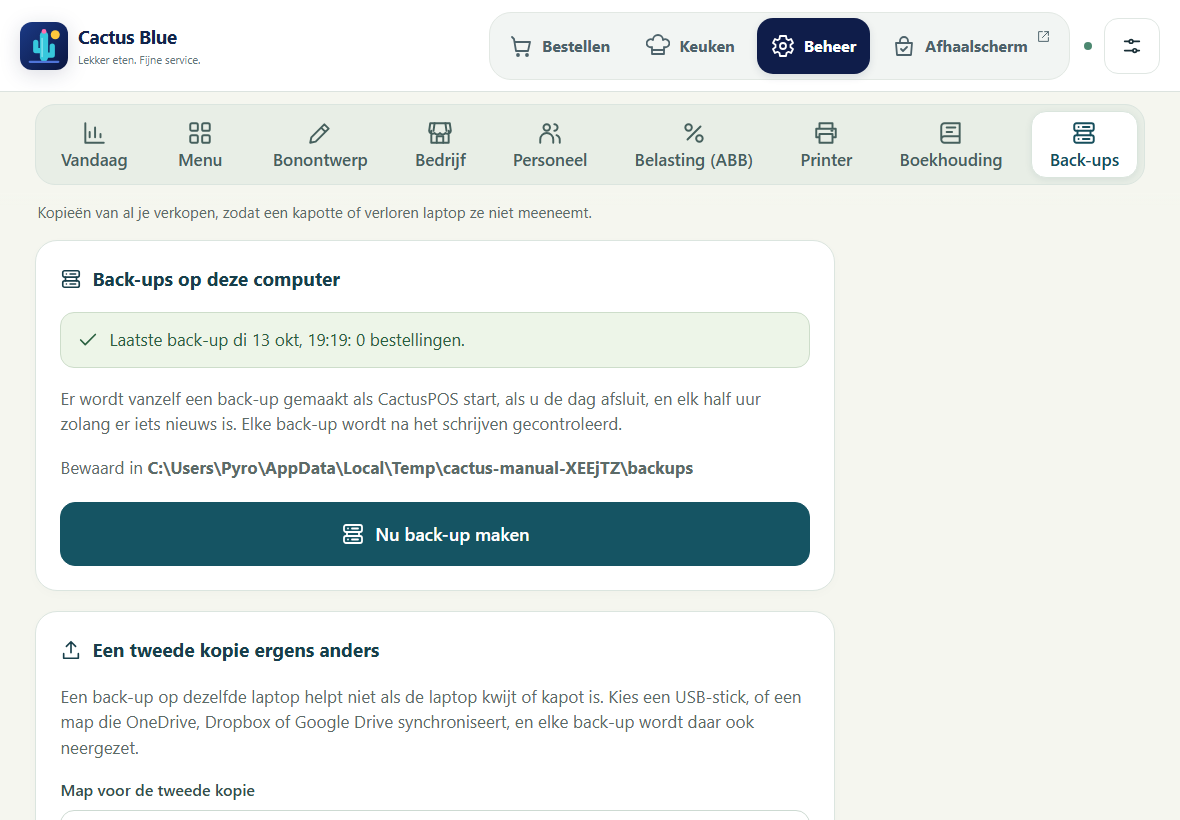 Cactus Blue
Lekker eten. Fijne service.
Bestellen
Keuken
Beheer
Afhaalscherm
Vandaag
Menu
Bonontwerp
Bedrijf
Personeel
Belasting (ABB)
Printer
Boekhouding
Back-ups
Kopieën van al je verkopen, zodat een kapotte of verloren laptop ze niet meeneemt.
Back-ups op deze computer
Laatste back-up di 13 okt, 19:19: 0 bestellingen.
Er wordt vanzelf een back-up gemaakt als CactusPOS start, als u de dag afsluit, en elk half uur
zolang er iets nieuws is. Elke back-up wordt na het schrijven gecontroleerd.
Bewaard in C:\Users\Pyro\AppData\Local\Temp\cactus-manual-XEEjTZ\backups
Nu back-up maken
Een tweede kopie ergens anders
Een back-up op dezelfde laptop helpt niet als de laptop kwijt of kapot is. Kies een USB-stick, of een
map die OneDrive, Dropbox of Google Drive synchroniseert, en elke back-up wordt daar ook
neergezet.
Map voor de tweede kopie